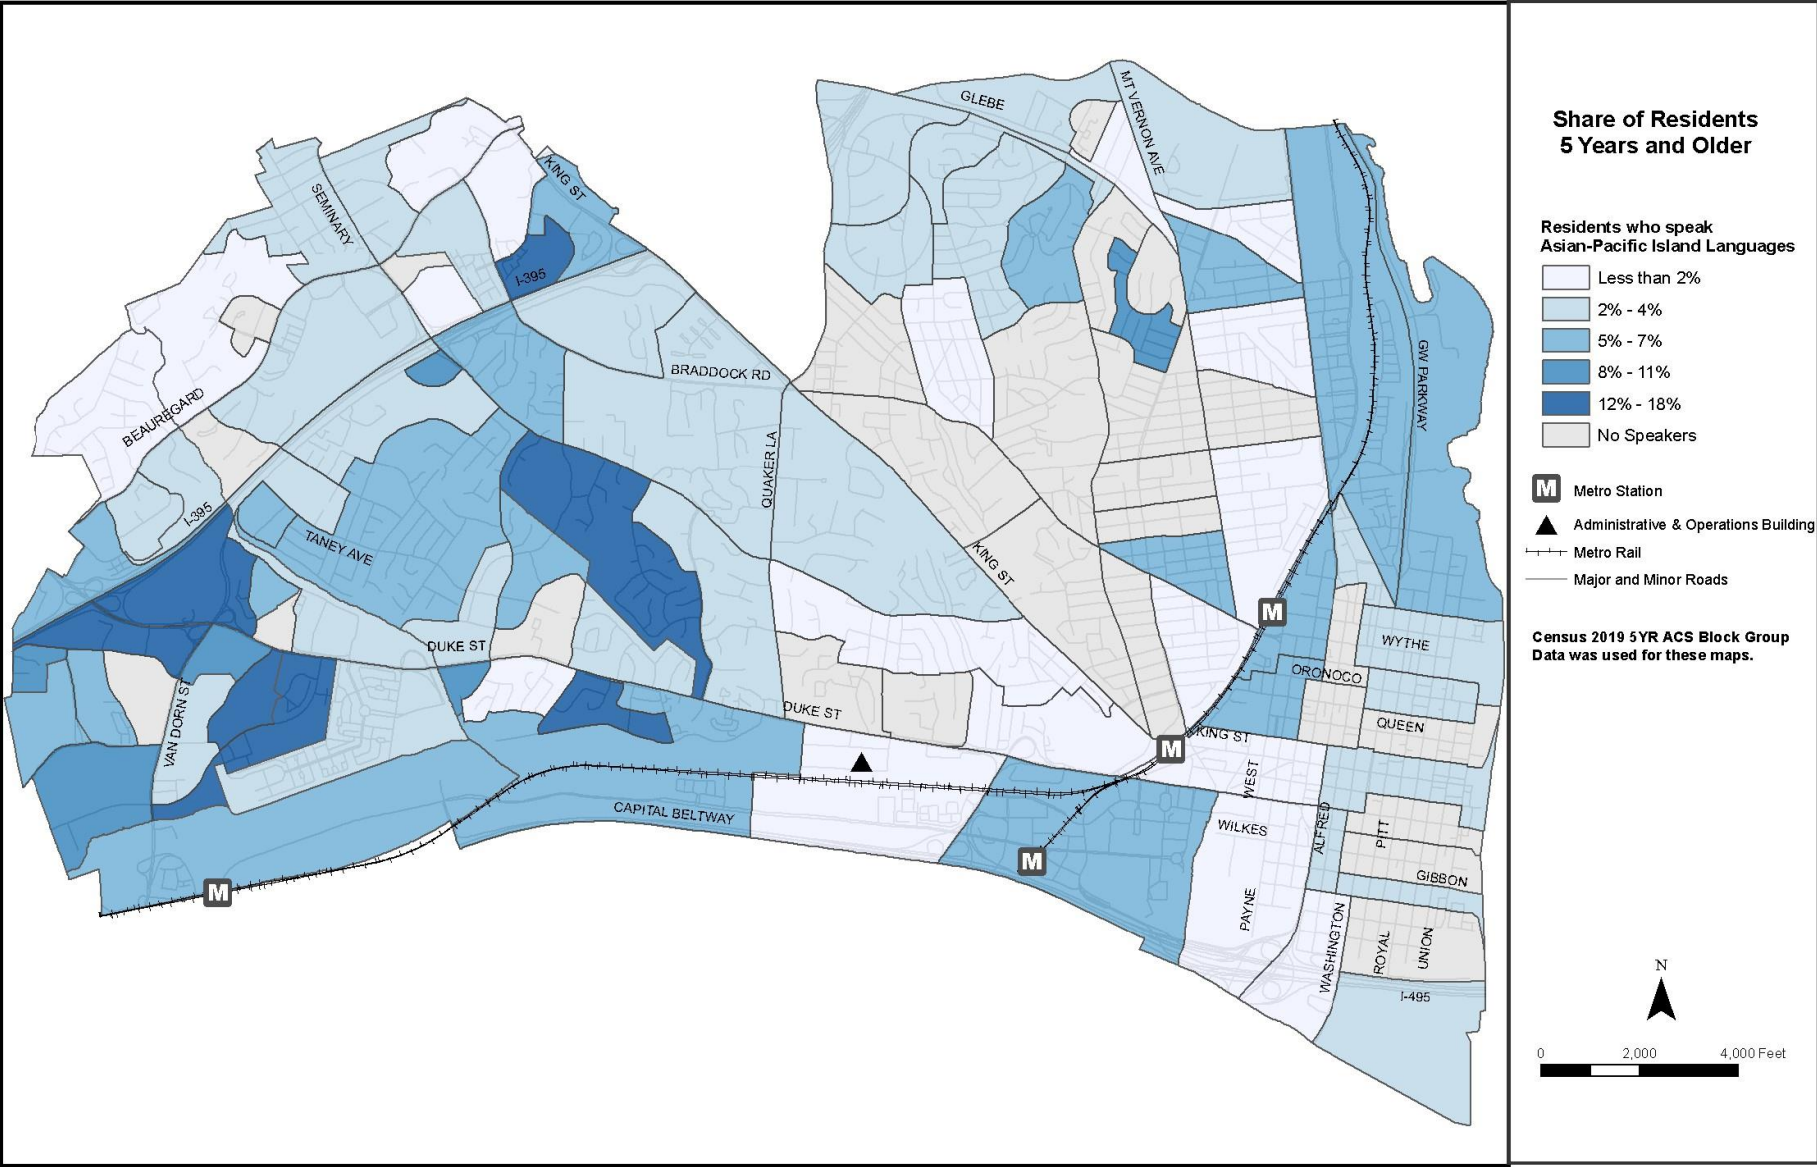 GLEBE
MT VERNON AVE
KING ST
SEMINARY
I-395
GW PARKWAY
BRADDOCK RD
BEAUREGARD
QUAKER LA
I-395
TANEY AVE
KING ST
DUKE ST
WYTHE
ORONOCO
VAN DORN ST
DUKE ST
QUEEN
KING ST
M
M
M
M
WEST
CAPITAL BELTWAY
WILKES
ALFRED
PITT
GIBBON
PAYNE
WASHINGTON
ROYAL
UNION
I-495
Share of Residents
5 Years and Older
Residents who speak
Asian-Pacific Island Languages
Less than 2%
2% - 4%
5% - 7%
8% - 11%
12% - 18%
No Speakers
M Metro Station
Administrative & Operations Building
Metro Rail
Major and Minor Roads
Census 2019 5YR ACS Block Group
Data was used for these maps.
N
0 2,000 4,000 Feet